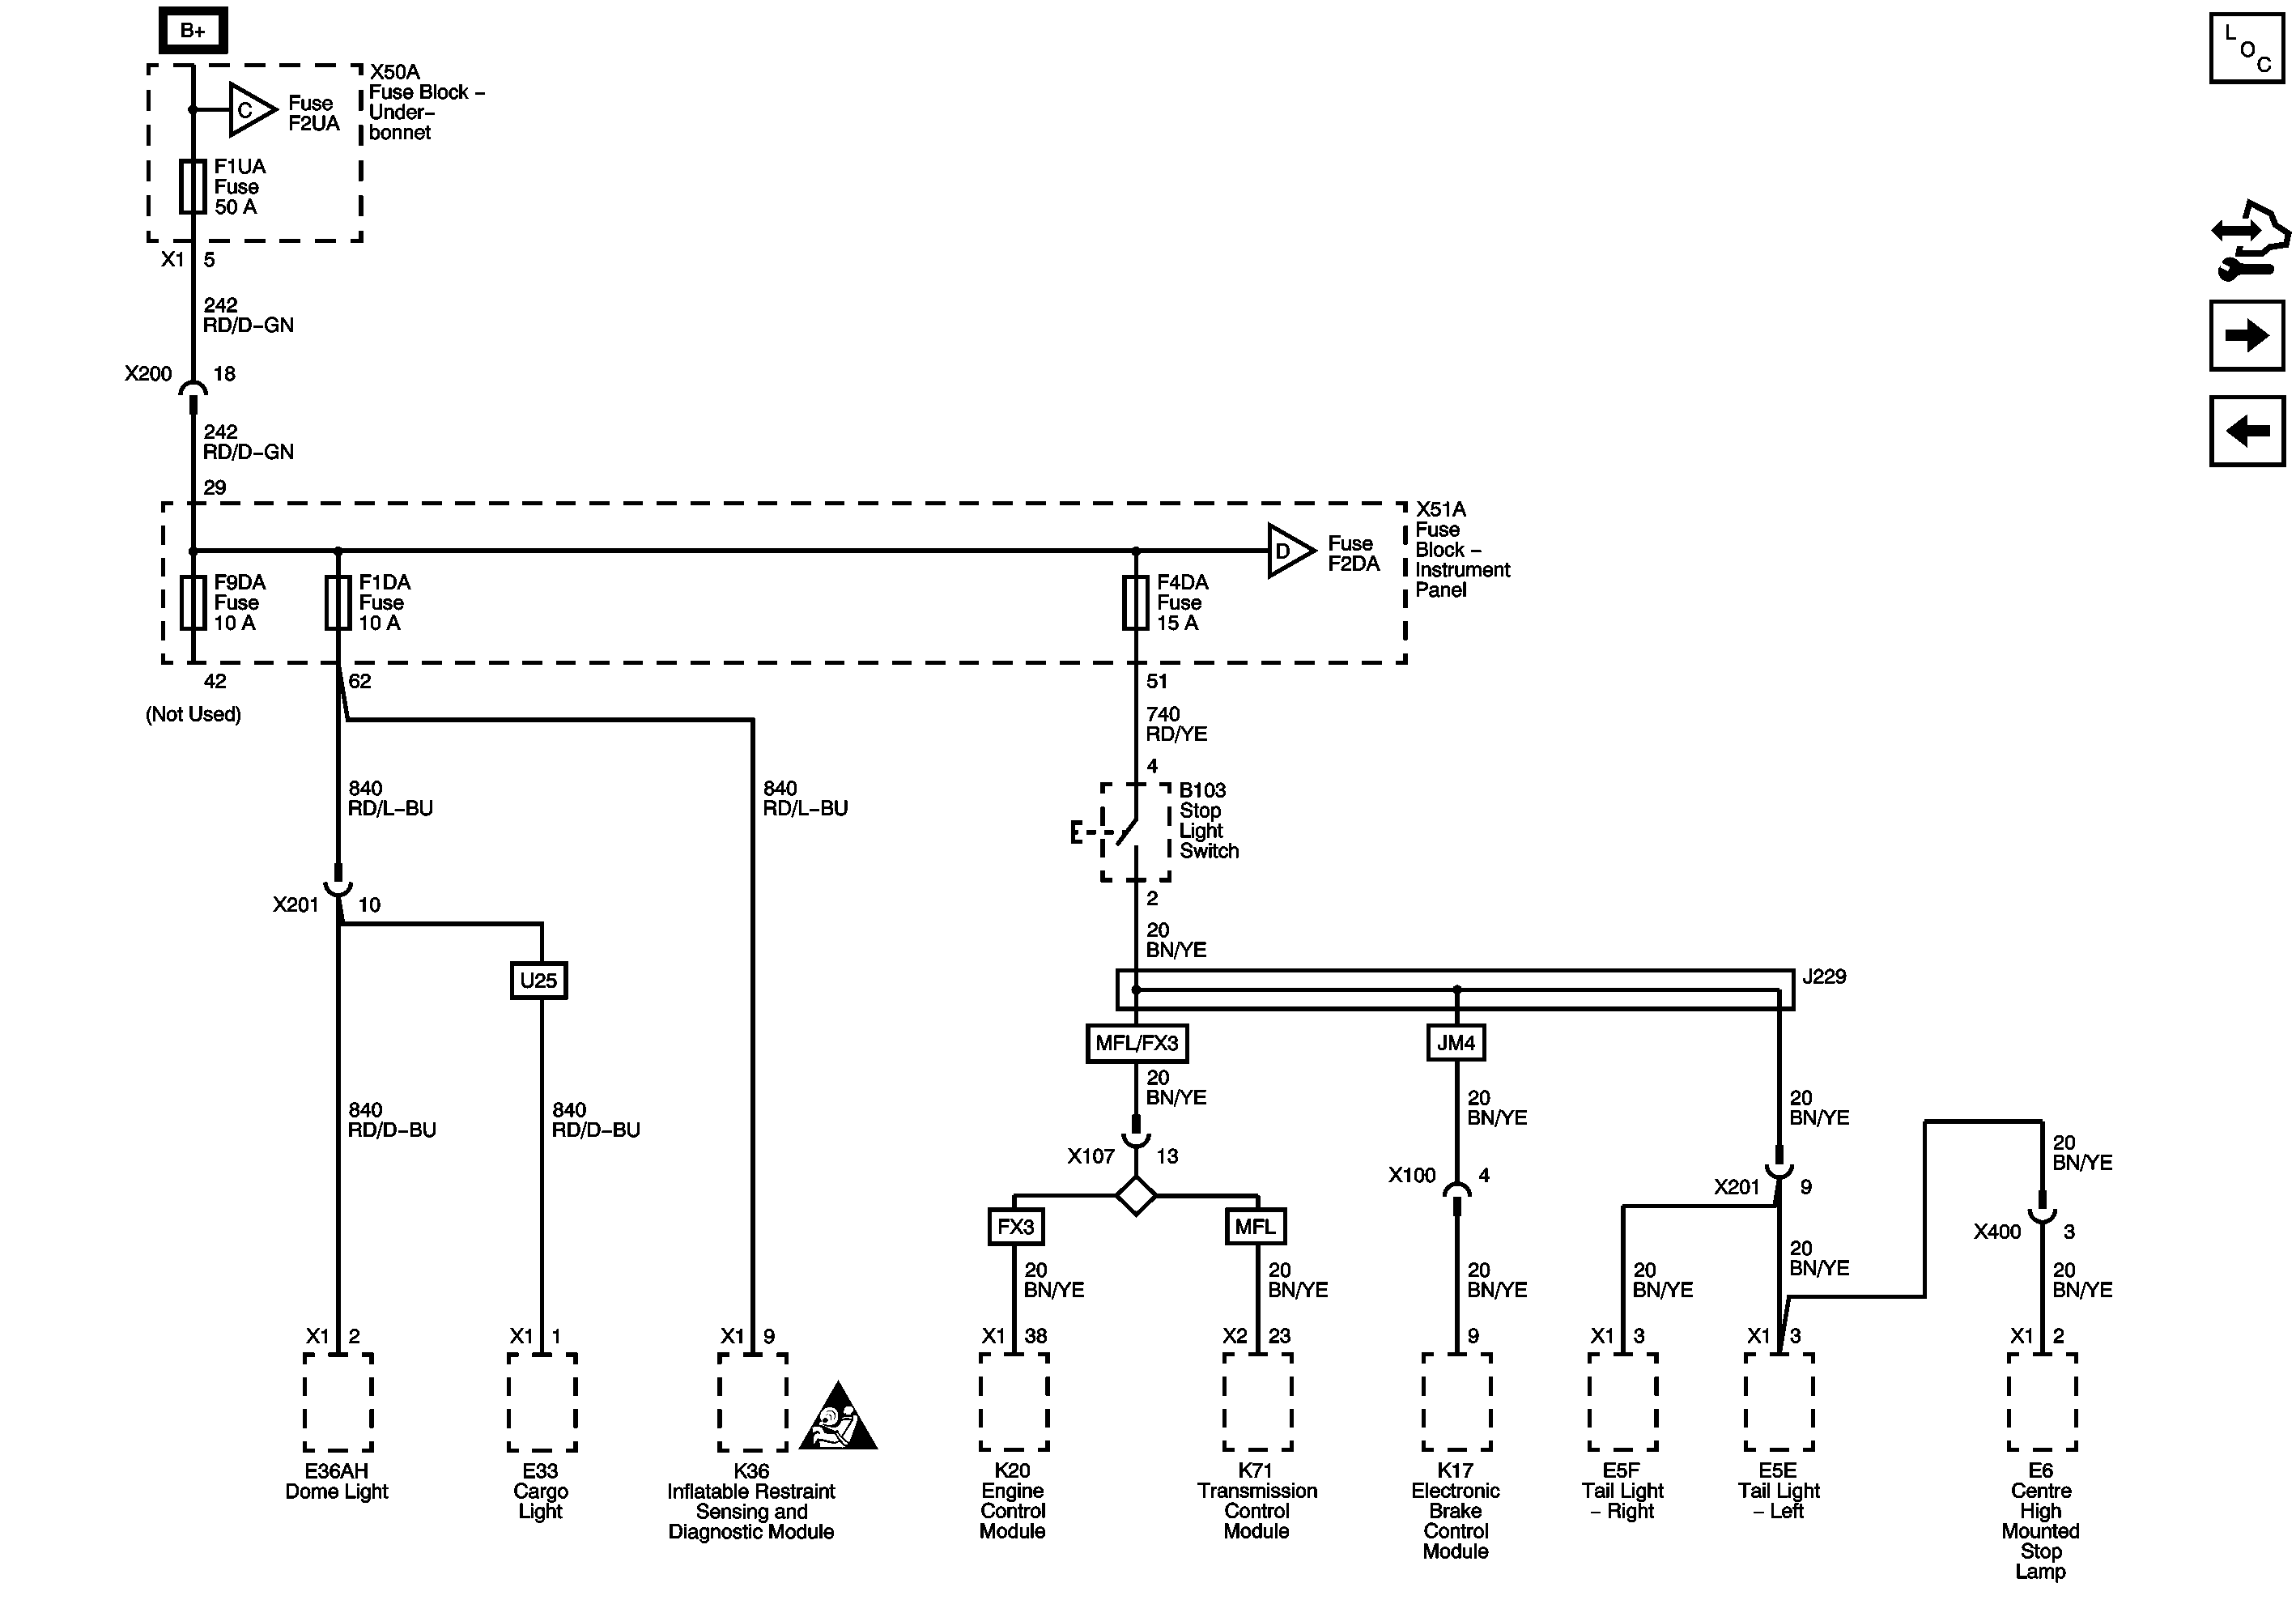 B+
X50A
Fuse Block –
Under–
bonnet
C
Fuse
F2UA
F1UA
Fuse
50 A
X1 5
242
RD/D–GN
X200 18
242
RD/D–GN
29
X51A
Fuse
Block –
Instrument
Panel
D
Fuse
F2DA
F9DA
Fuse
10 A
F1DA
Fuse
10 A
F4DA
Fuse
15 A
42
62
51
(Not Used)
740
RD/YE
4
840
RD/L–BU
840
RD/L–BU
B103
Stop
Light
Switch
X201 10
2
20
BN/YE
U25
J229
MFL/FX3
JM4
20
BN/YE
840
RD/D–BU
840
RD/D–BU
20
BN/YE
20
BN/YE
X107 13
X100 4
X201 9
20
BN/YE
X400 3
FX3
MFL
20
BN/YE
20
BN/YE
20
BN/YE
20
BN/YE
20
BN/YE
20
BN/YE
X1 2
X1 1
X1 9
X1 38
X2 23
9
X1 3
X1 3
X1 2
E36AH
Dome Light
E33
Cargo
Light
K36
Inflatable Restraint
Sensing and
Diagnostic Module
K20
Engine
Control
Module
K71
Transmission
Control
Module
K17
Electronic
Brake
Control
Module
E5F
Tail Light
– Right
E5E
Tail Light
– Left
E6
Centre
High
Mounted
Stop
Lamp
L
O
C